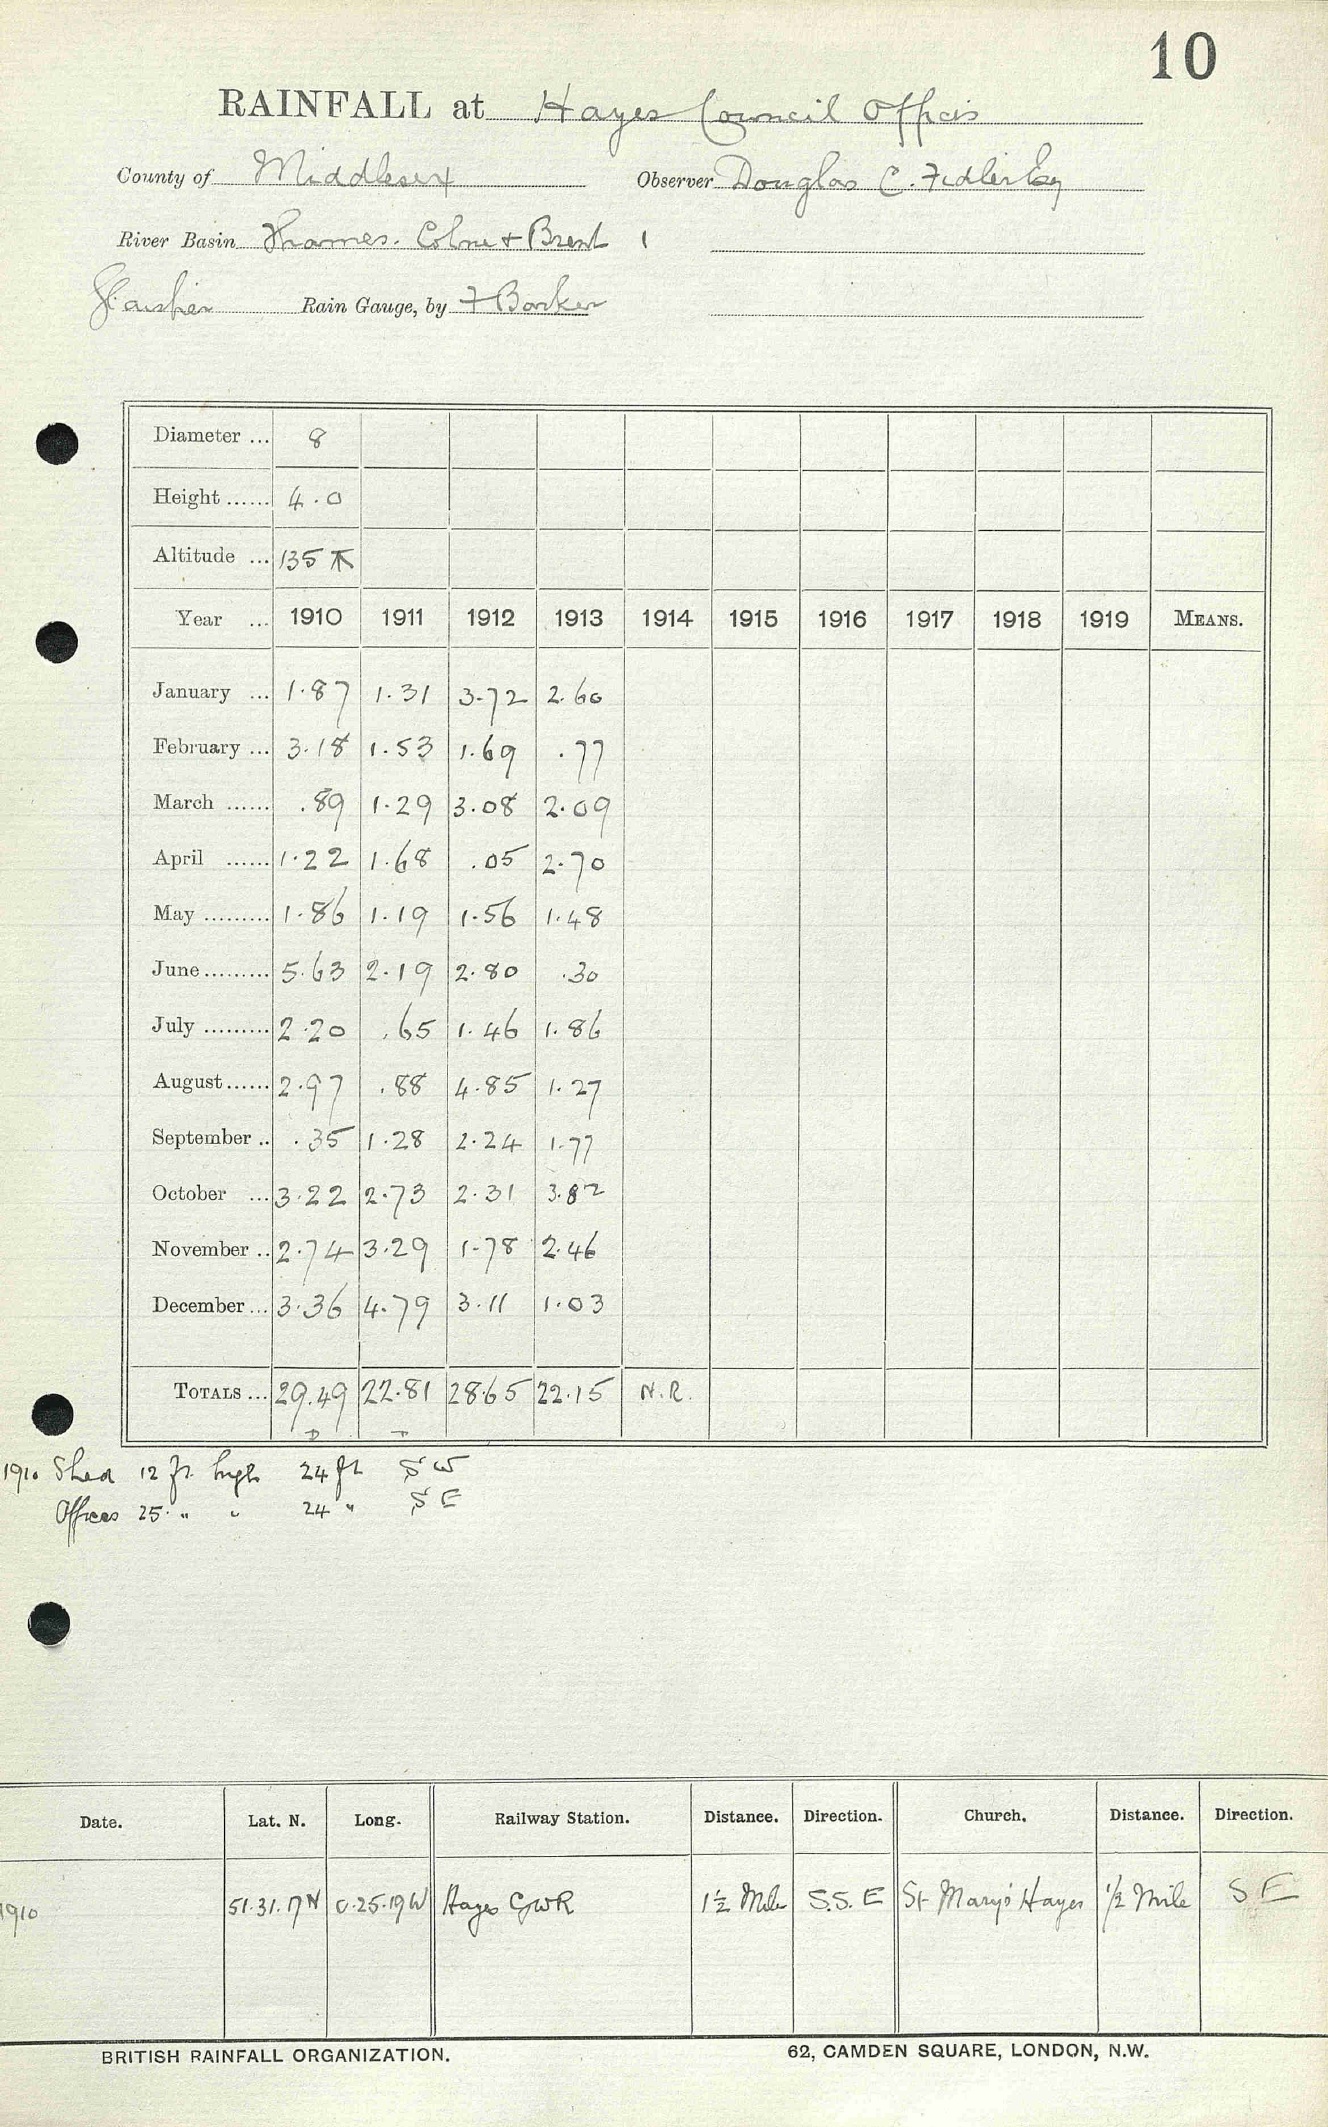 10
RAINFALL at Hayes Council Offices
County of Middlesex Observer Douglas C. Fidler Esq
River Basin Thames. Colne + Brent 1
Glaisher Rain Gauge, by F Barker
Diameter ... 8
Height ...... 4.0
Altitude ... 135
Year ... 1910 1911 1912 1913 1914 1915 1916 1917 1918 1919 MEANS.
January ... 1.87 1.31 3.72 2.60
February ... 3.18 1.53 1.69 .77
March ...... .89 1.29 3.08 2.09
April ...... 1.22 1.68 .05 2.70
May ......... 1.86 1.19 1.56 1.48
June ......... 5.63 2.19 2.80 .30
July ......... 2.20 .65 1.46 1.86
August ...... 2.97 .88 4.85 1.27
September .. .35 1.28 2.24 1.77
October ... 3.22 2.73 2.31 3.82
November .. 2.74 3.29 1.78 2.46
December ... 3.36 4.79 3.11 1.03
TOTALS ... 29.49 22.81 28.65 22.15 N.R.
1910 Shed 12 ft. high 24 ft S W
Offices 25 " " 24 " S E
Date. Lat. N. Long. Railway Station. Distance. Direction. Church. Distance. Direction.
1910 51.31.17 N 0.25.19 W Hayes GWR 1½ Mile S.S.E St Mary's Hayes ½ Mile S E
BRITISH RAINFALL ORGANIZATION. 62, CAMDEN SQUARE, LONDON, N.W.